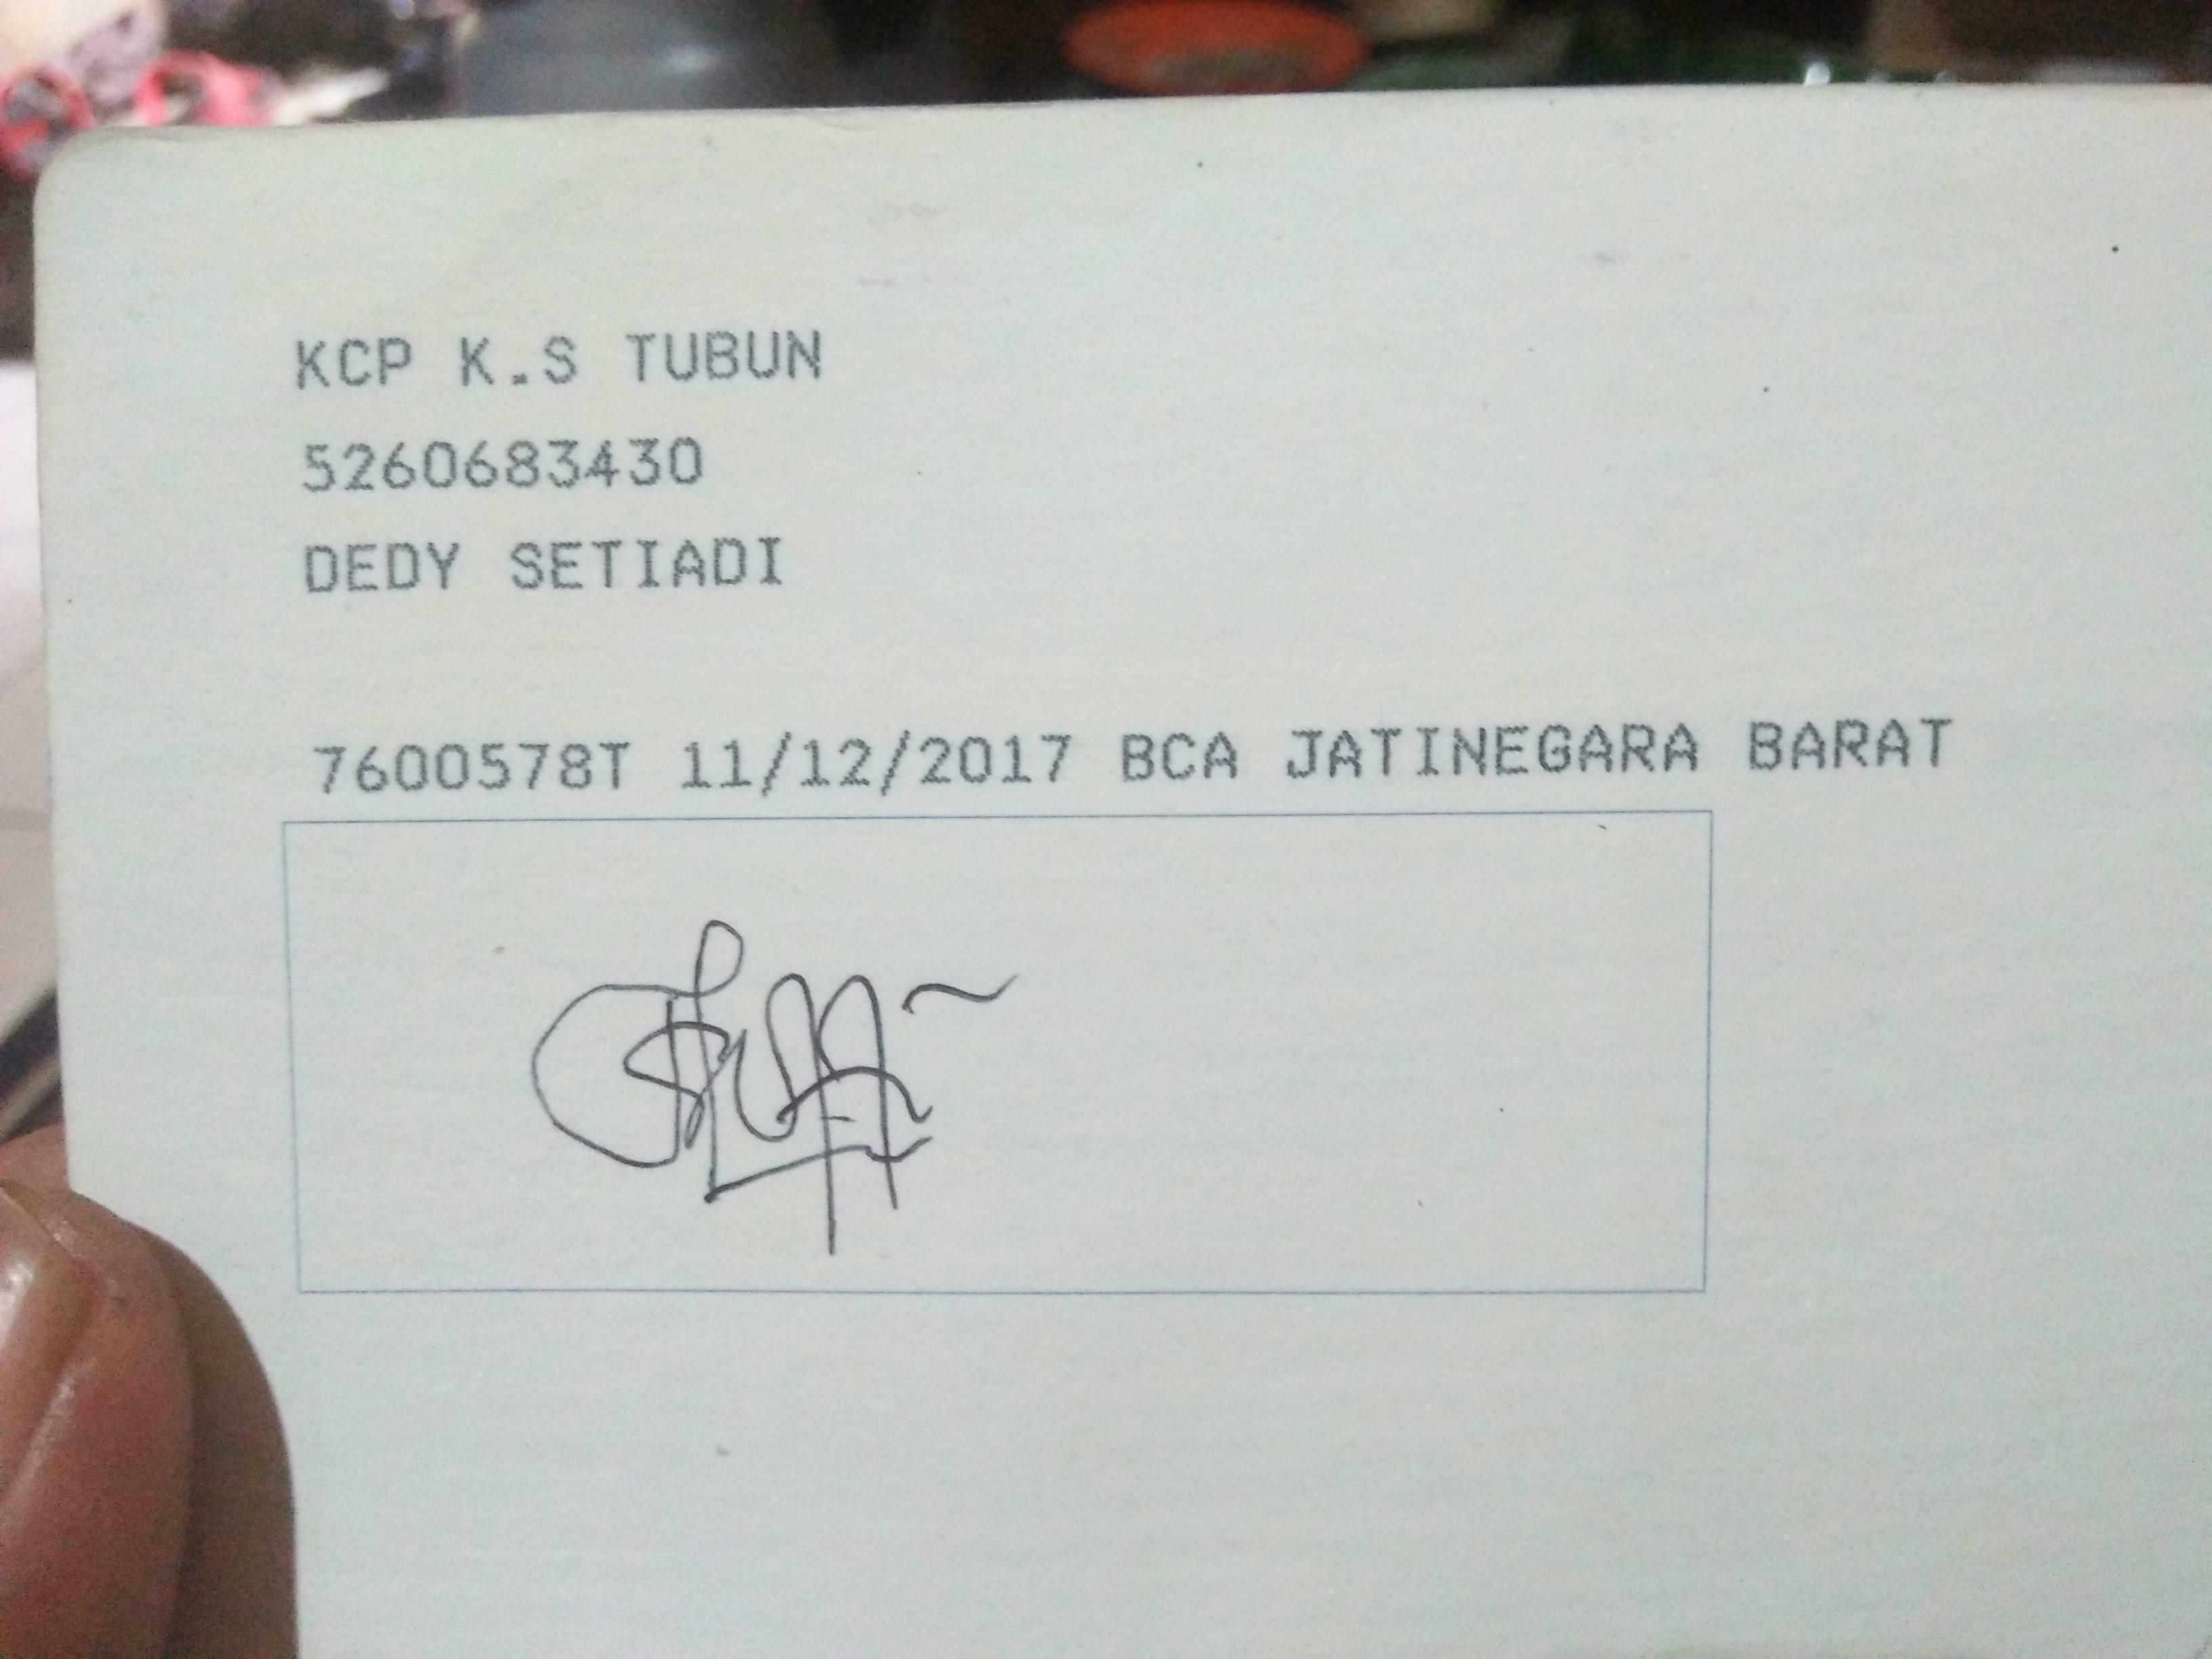 KCP K.S TUBUN
5260683430
DEDY SETIADI
7600578T 11/12/2017 BCA JATINEGARA BARAT